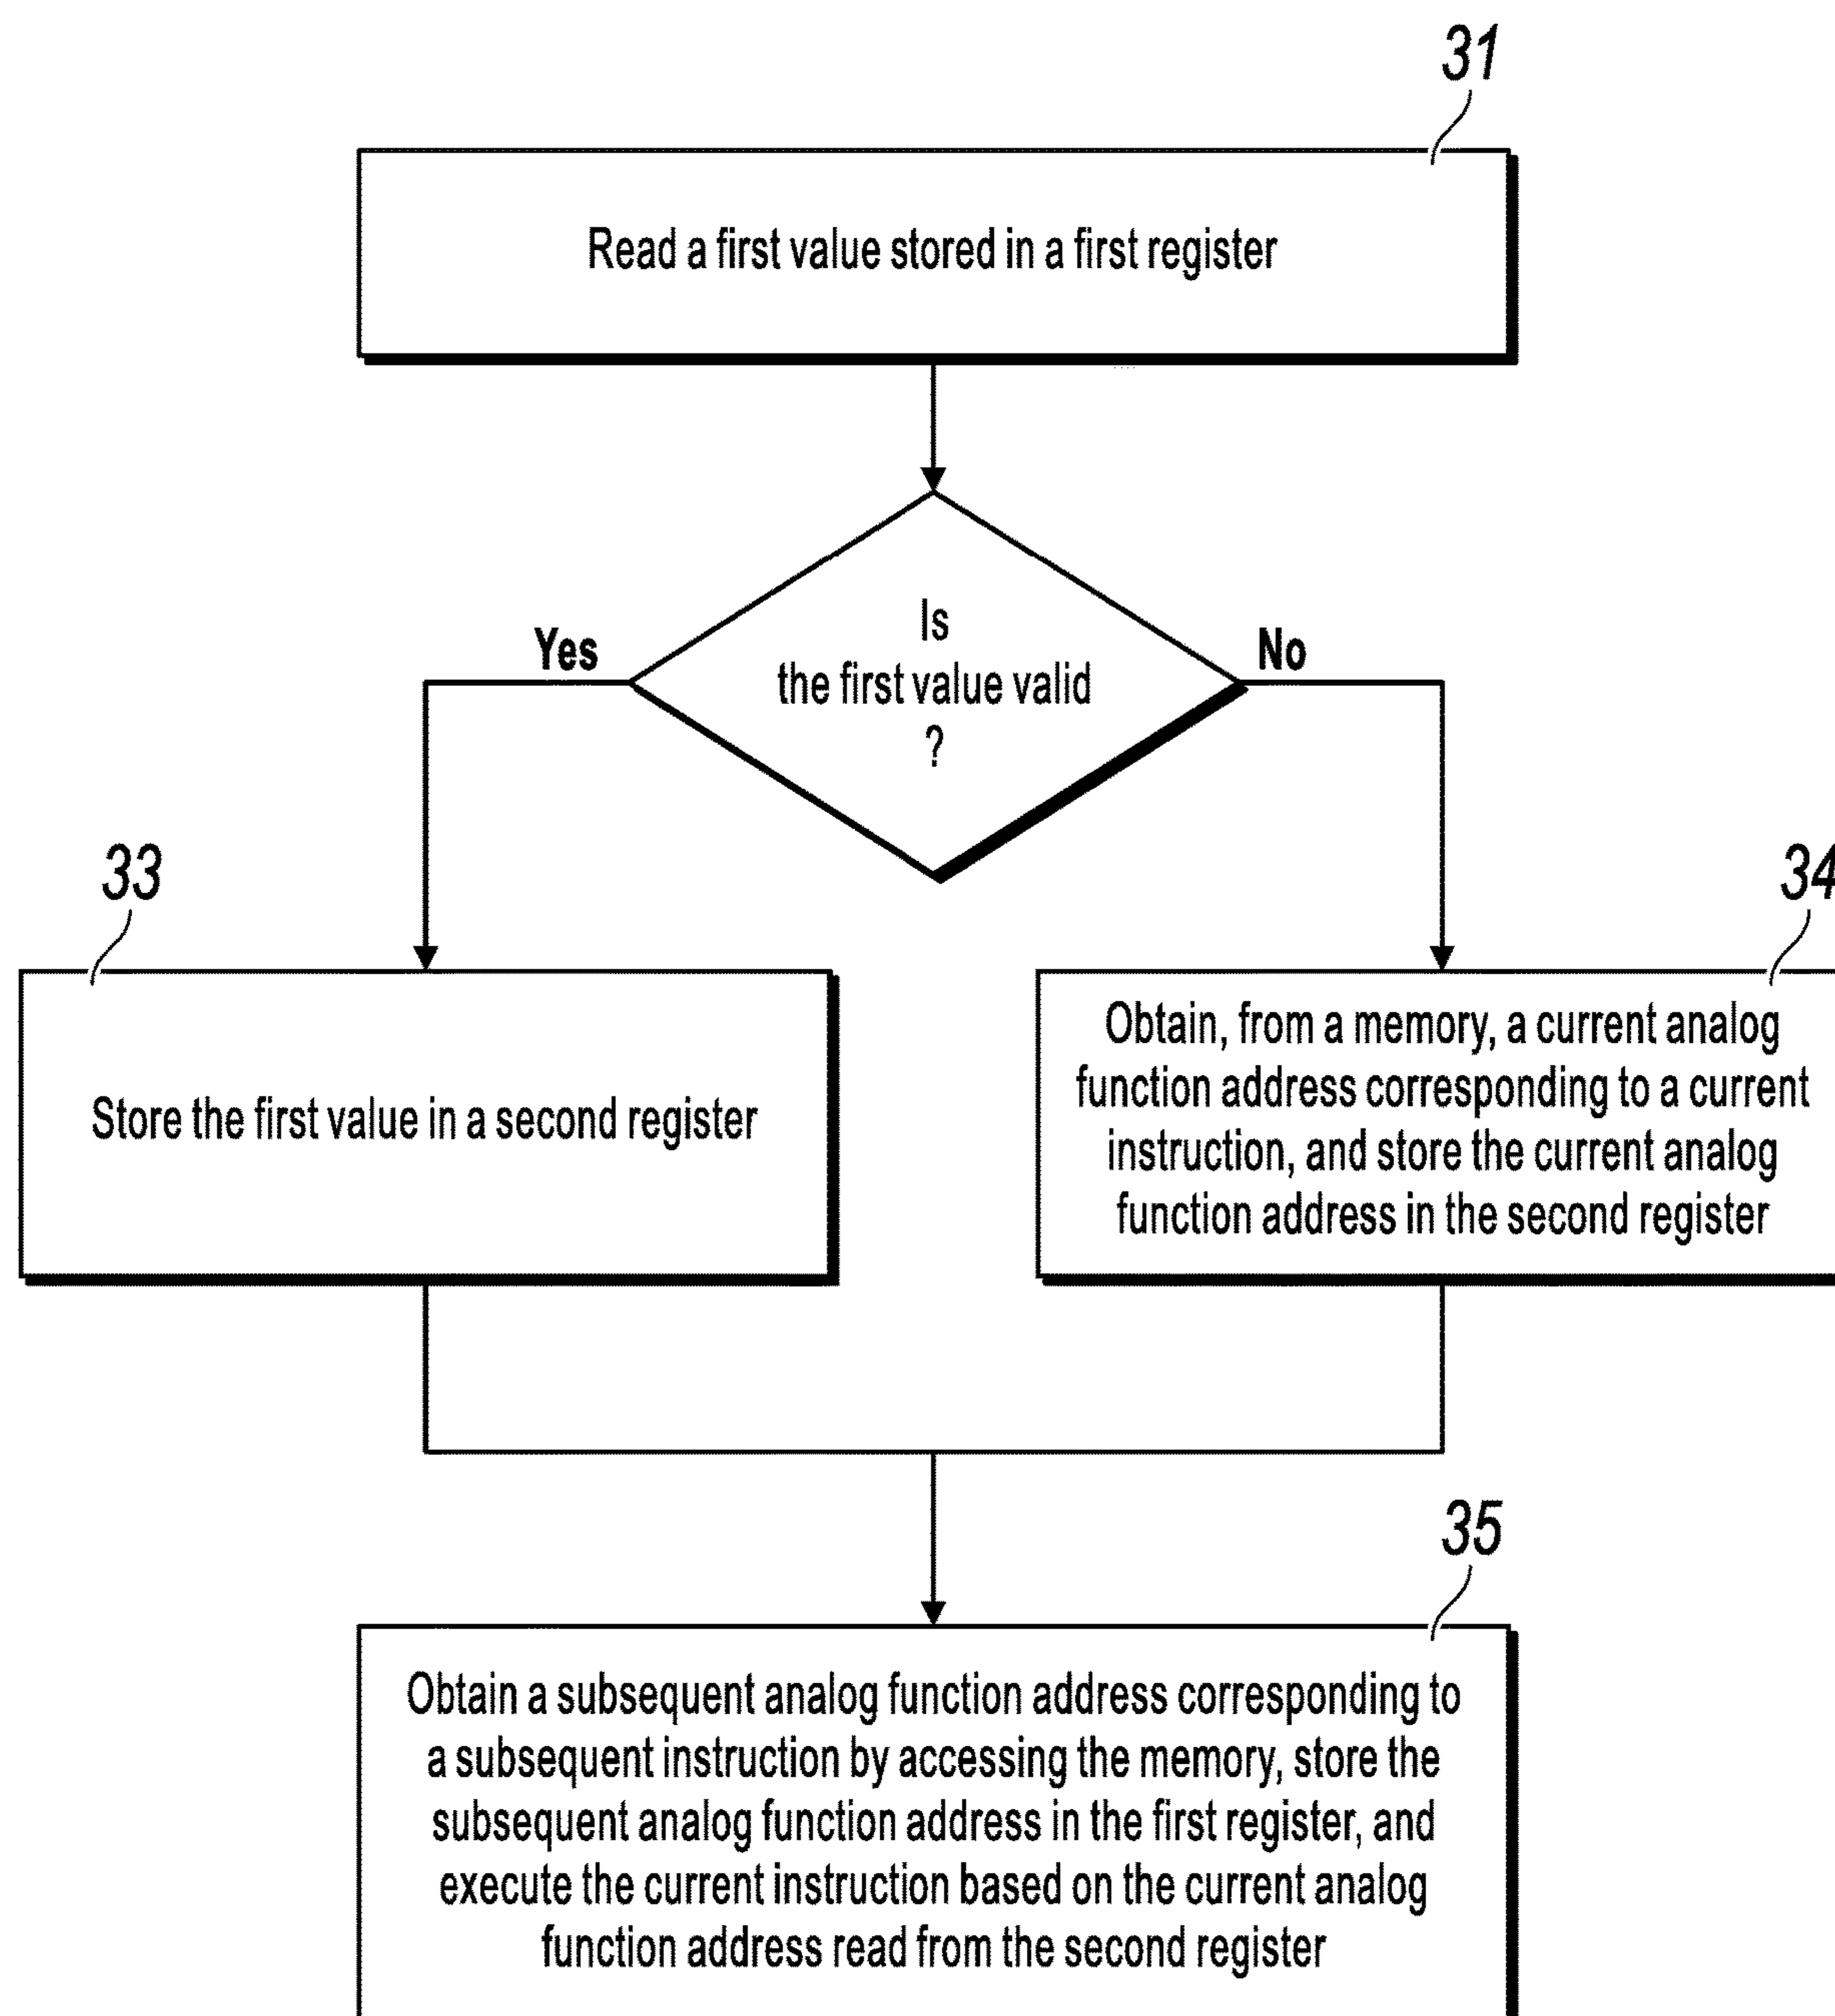 31
Read a first value stored in a first register
Is
the first value valid
?
Yes
No
33
Store the first value in a second register
34
Obtain, from a memory, a current analog
function address corresponding to a current
instruction, and store the current analog
function address in the second register
35
Obtain a subsequent analog function address corresponding to
a subsequent instruction by accessing the memory, store the
subsequent analog function address in the first register, and
execute the current instruction based on the current analog
function address read from the second register